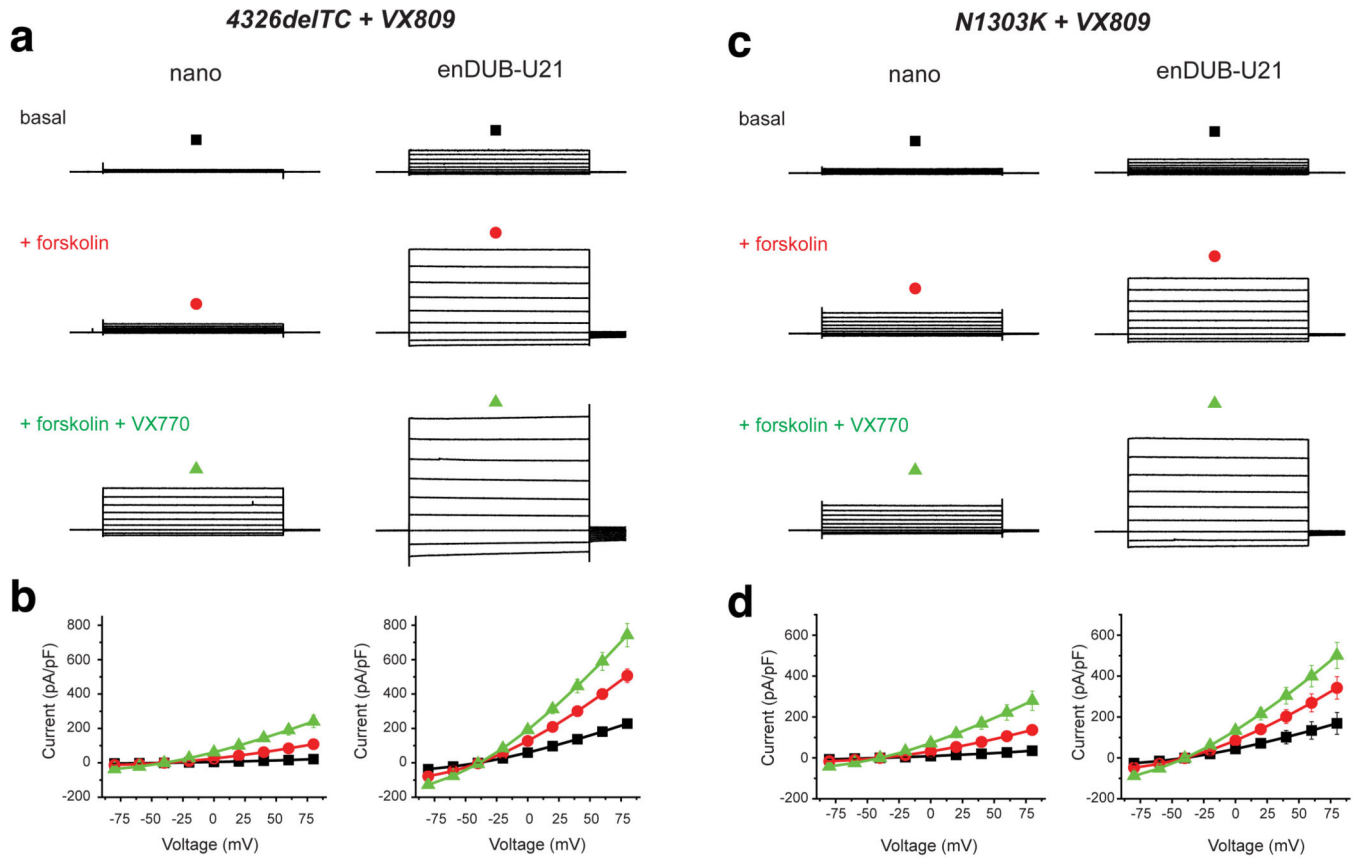 4326delTC + VX809
a
nano
enDUB-U21
basal
+ forskolin
+ forskolin + VX770
b
Current (pA/pF)
800
600
400
200
0
-200
-75 -50 -25 0 25 50 75
Voltage (mV)
Current (pA/pF)
800
600
400
200
0
-200
-75 -50 -25 0 25 50 75
Voltage (mV)
N1303K + VX809
c
nano
enDUB-U21
basal
+ forskolin
+ forskolin + VX770
d
Current (pA/pF)
600
400
200
0
-200
-75 -50 -25 0 25 50 75
Voltage (mV)
Current (pA/pF)
600
400
200
0
-200
-75 -50 -25 0 25 50 75
Voltage (mV)